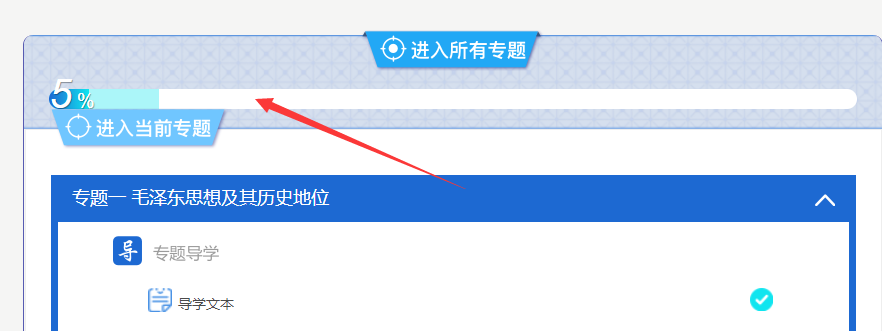 进入所有专题
5%
进入当前专题
专题一 毛泽东思想及其历史地位
导 专题导学
导学文本